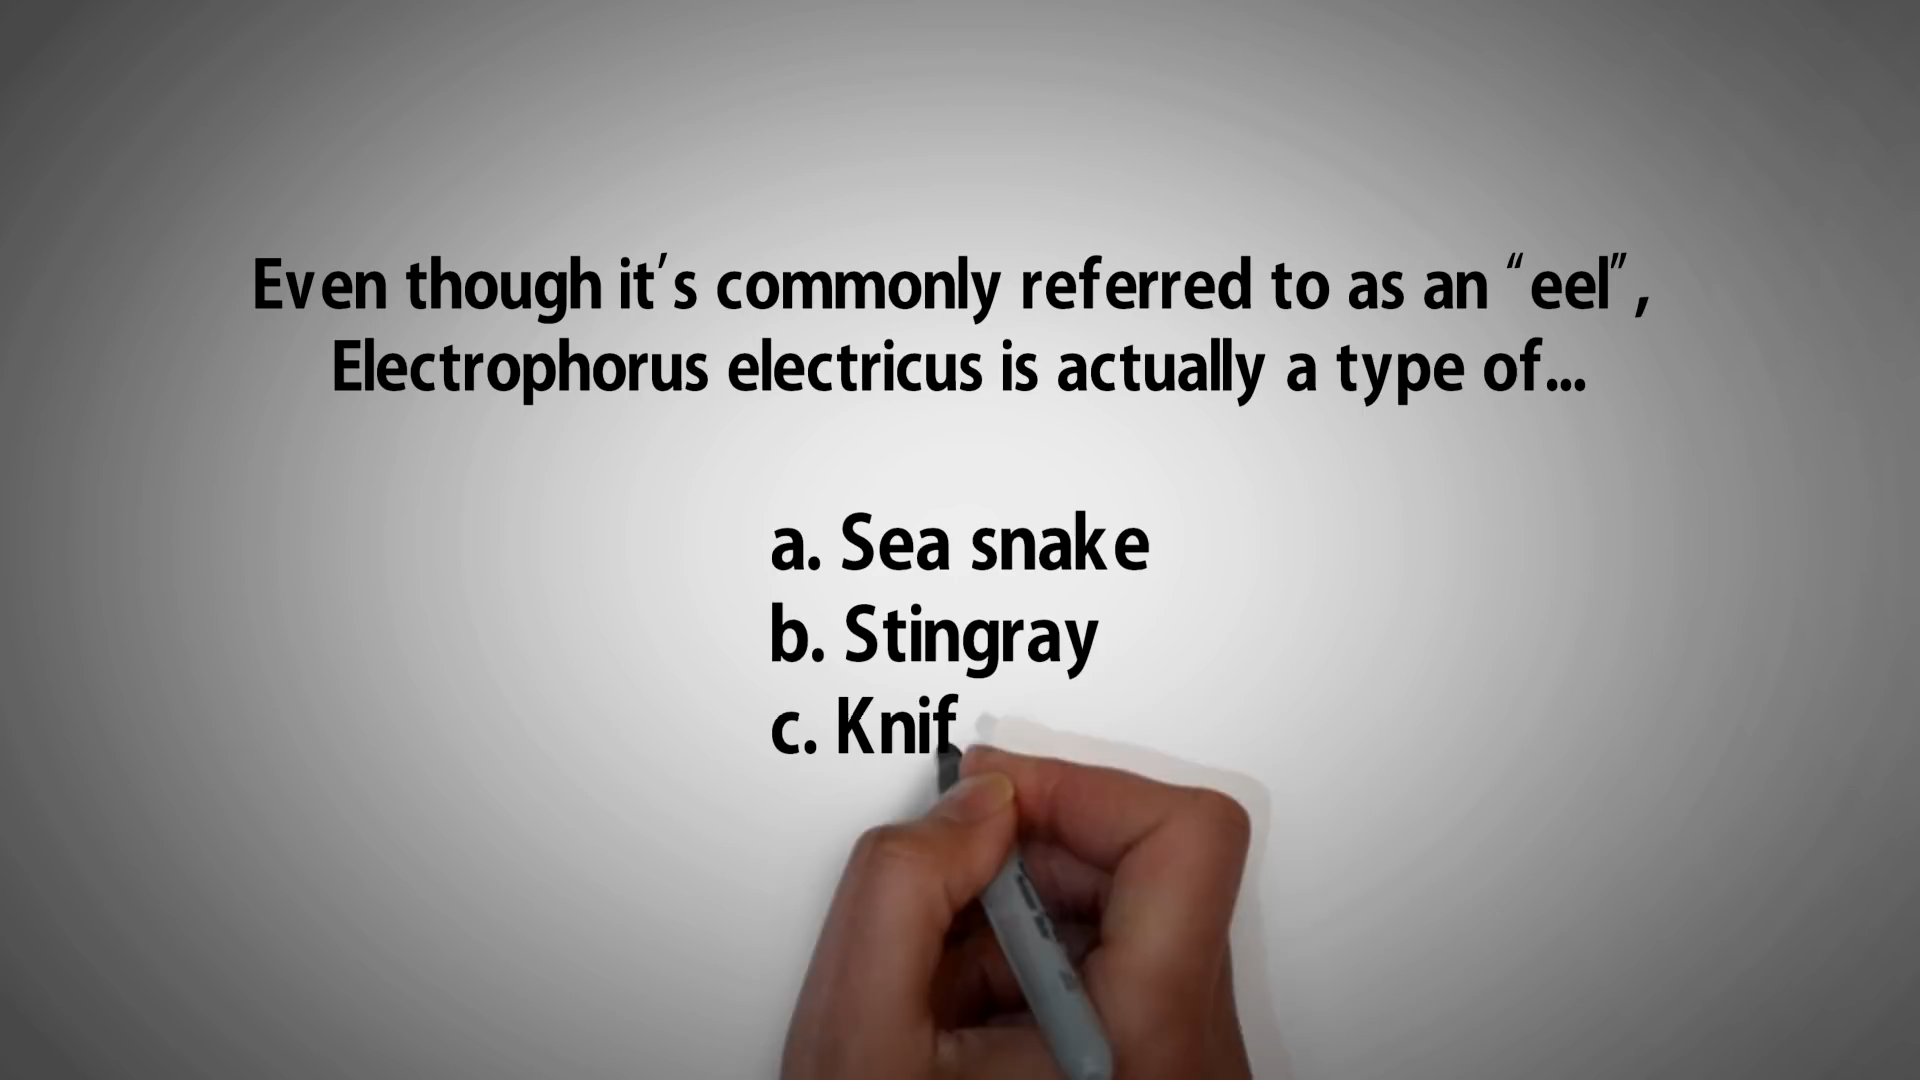 Even though it’s commonly referred to as an “eel”,
Electrophorus electricus is actually a type of...
a. Sea snake
b. Stingray
c. Knif